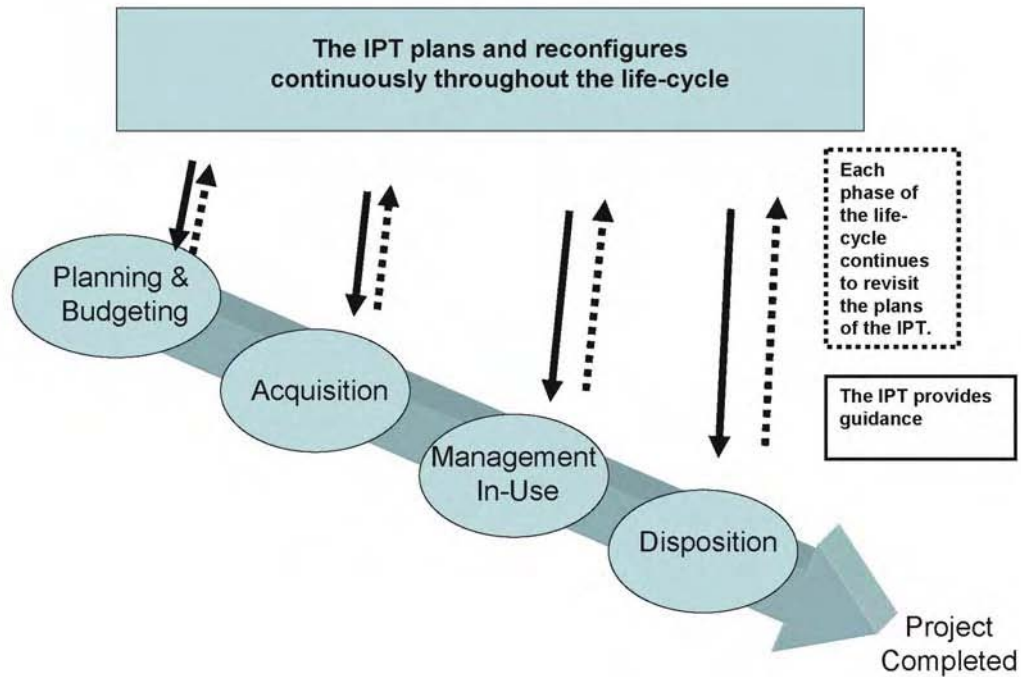 The IPT plans and reconfigures
continuously throughout the life-cycle
Each
phase of
the life-
cycle
continues
to revisit
the plans
of the IPT.
Planning &
Budgeting
Acquisition
The IPT provides
guidance
Management
In-Use
Disposition
Project
Completed